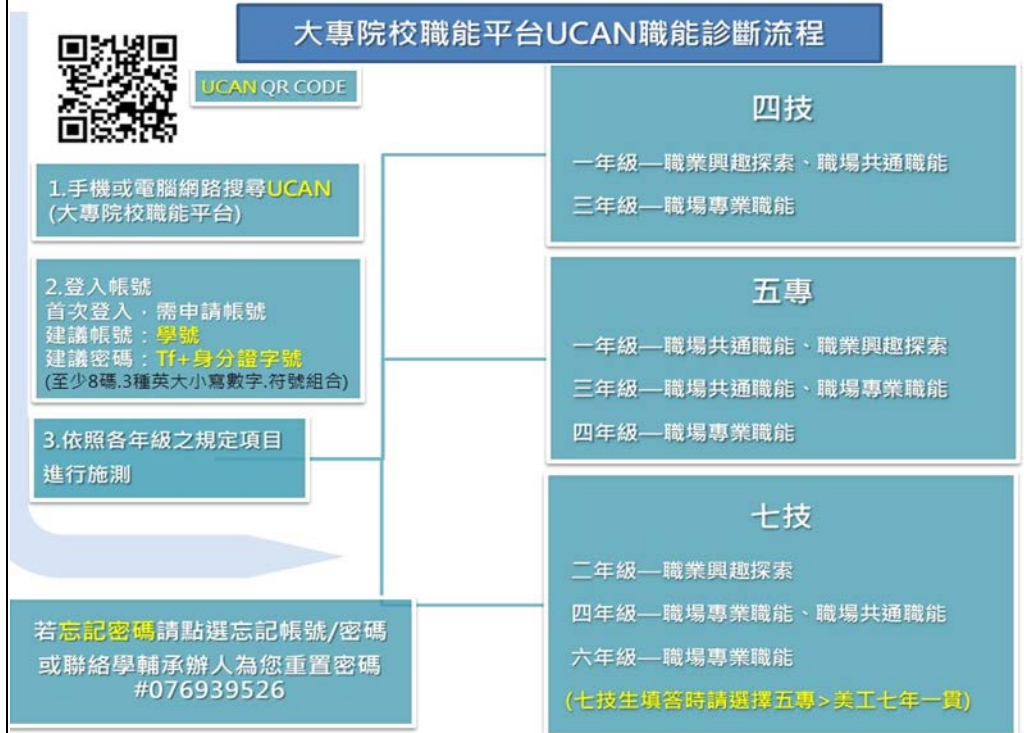 大專院校職能平台UCAN職能診斷流程
UCAN QR CODE
1.手機或電腦網路搜尋UCAN
(大專院校職能平台)
2.登入帳號
首次登入，需申請帳號
建議帳號：學號
建議密碼：Tf+身分證字號
(至少8碼.3種英大小寫數字.符號組合)
3.依照各年級之規定項目
進行施測
若忘記密碼請點選忘記帳號/密碼
或聯絡學輔承辦人為您重置密碼
#076939526
四技
一年級—職業興趣探索、職場共通職能
三年級—職場專業職能
五專
一年級—職場共通職能、職業興趣探索
三年級—職場共通職能、職場專業職能
四年級—職場專業職能
七技
二年級—職業興趣探索
四年級—職場專業職能、職場共通職能
六年級—職場專業職能
(七技生填答時請選擇五專>美工七年一貫)